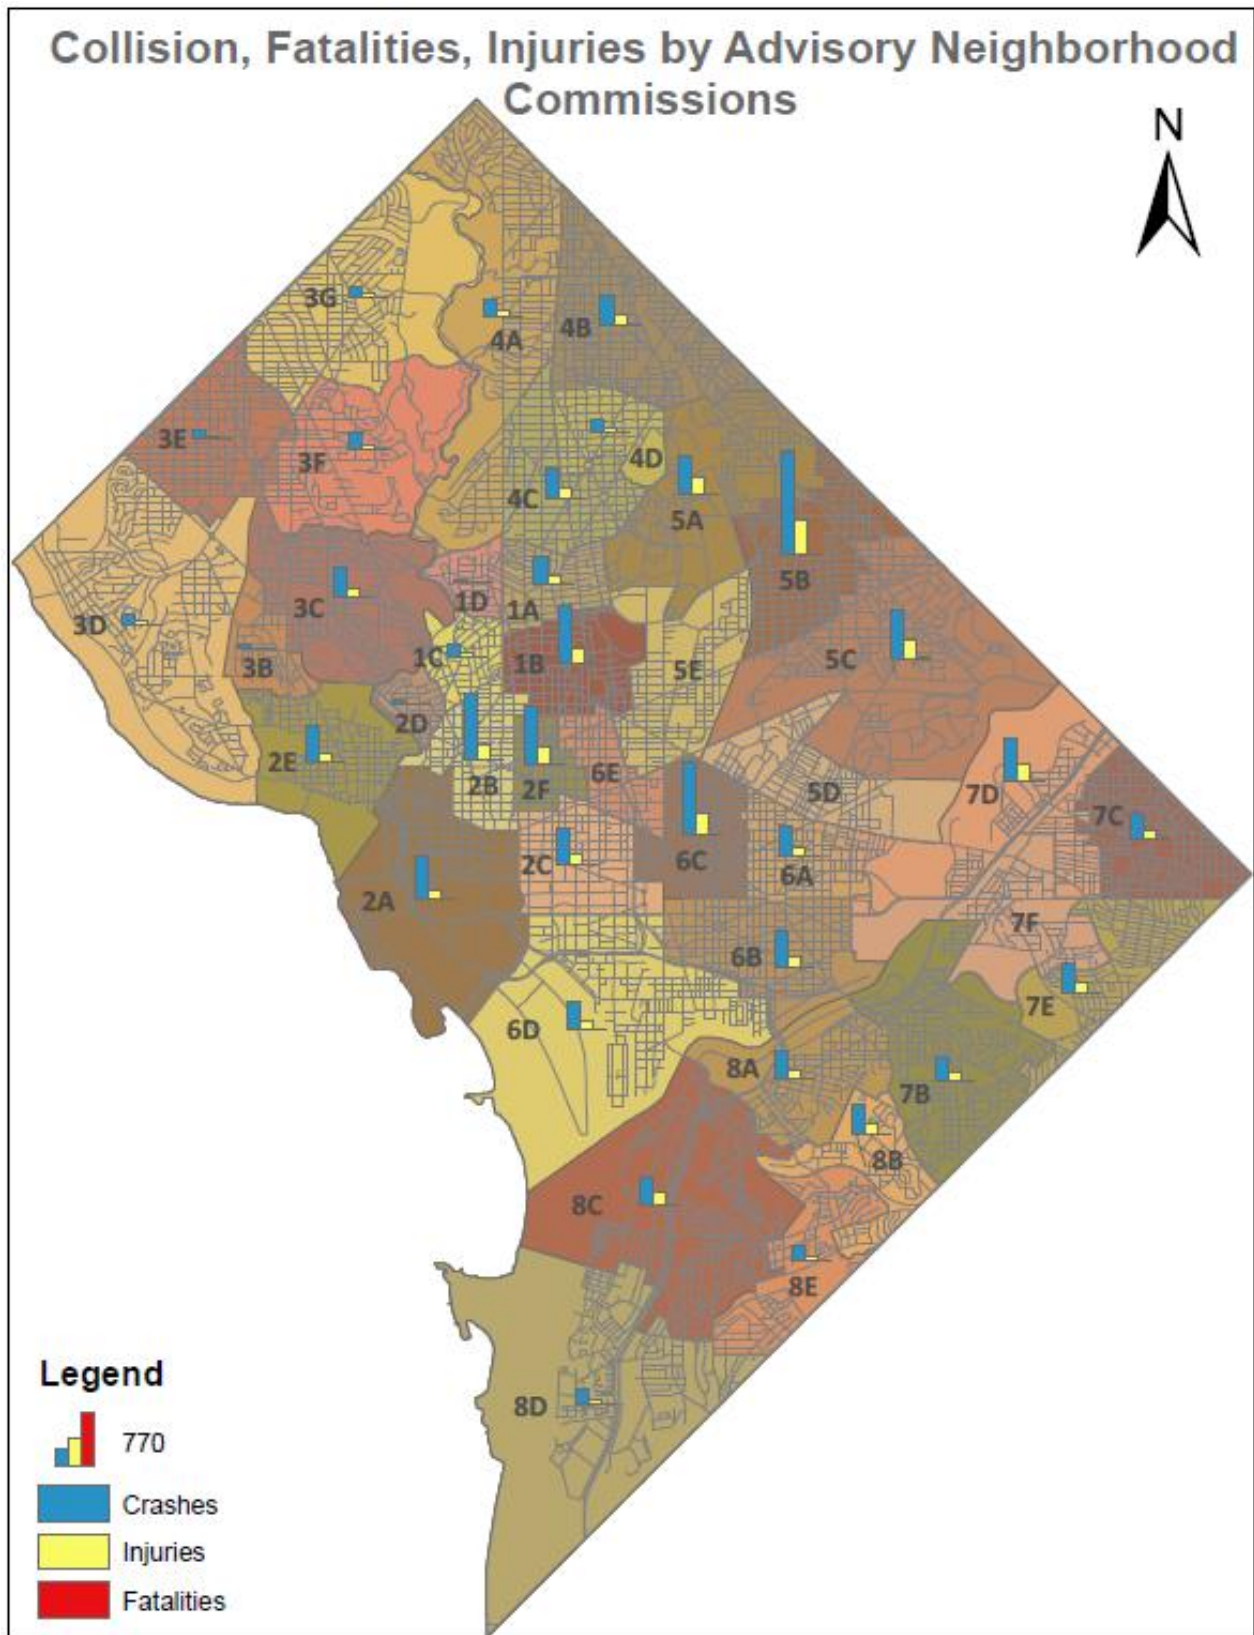 Collision, Fatalities, Injuries by Advisory Neighborhood
Commissions
N
3G
4A
4B
3E
3F
4D
4C
5A
5B
3D
3C
1D
1A
3B
1C
1B
5E
5C
2D
2E
2B
2F
6E
5D
7D
7C
2C
6C
6A
2A
6B
7F
6D
7E
8A
7B
8B
8C
8E
8D
Legend
770
Crashes
Injuries
Fatalities